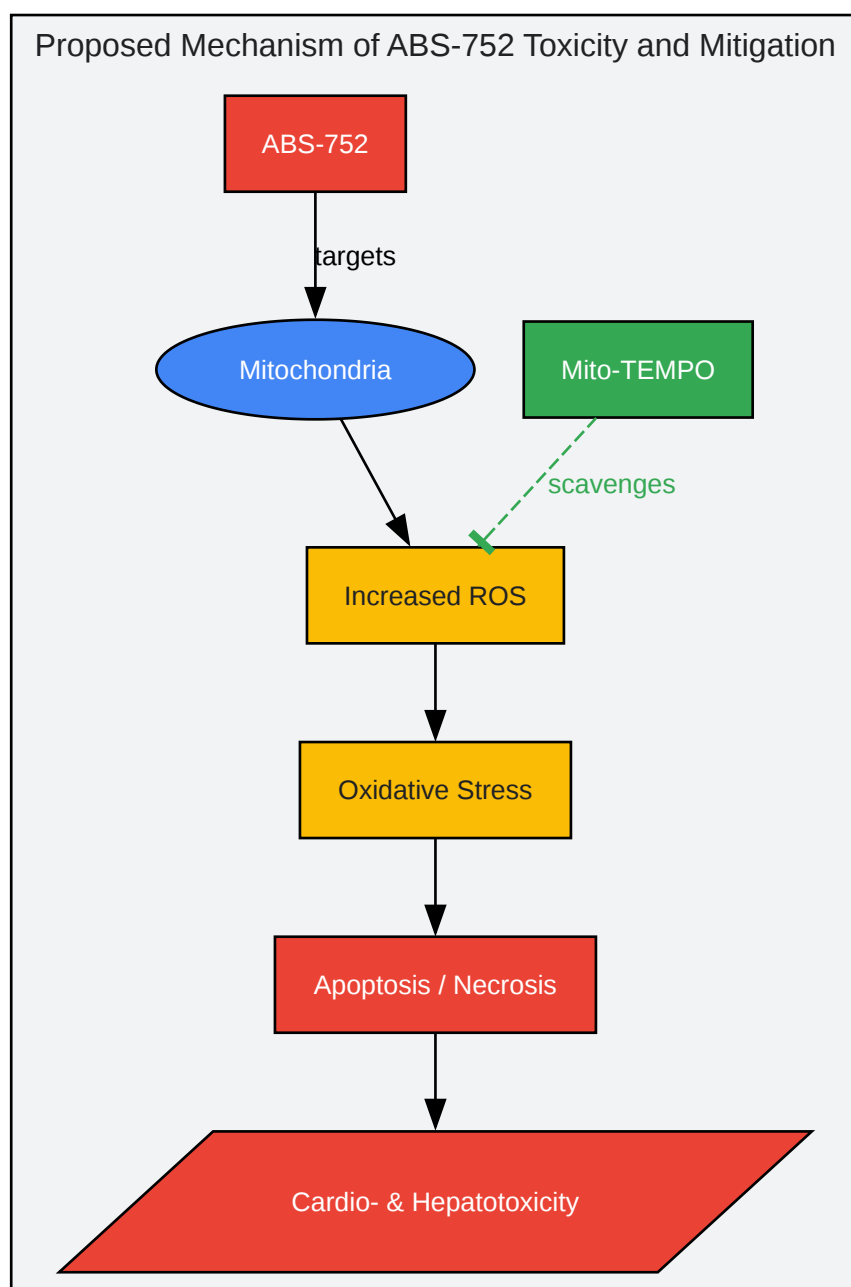 Proposed Mechanism of ABS-752 Toxicity and Mitigation
ABS-752
targets
Mitochondria
Mito-TEMPO
scavenges
Increased ROS
Oxidative Stress
Apoptosis / Necrosis
Cardio- & Hepatotoxicity